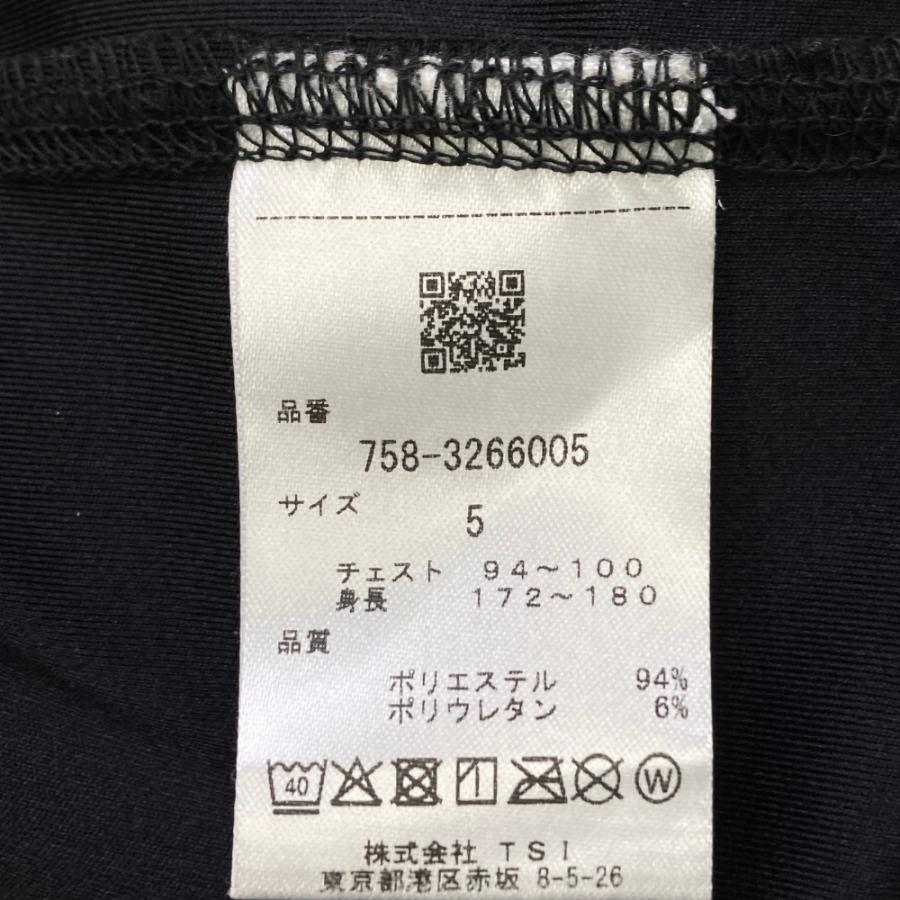 品番
758-3266005
サイズ
5
チェスト 94～100
身長 172～180
品質
ポリエステル 94%
ポリウレタン 6%
40 W
株式会社 TSI
東京都港区赤坂 8-5-26